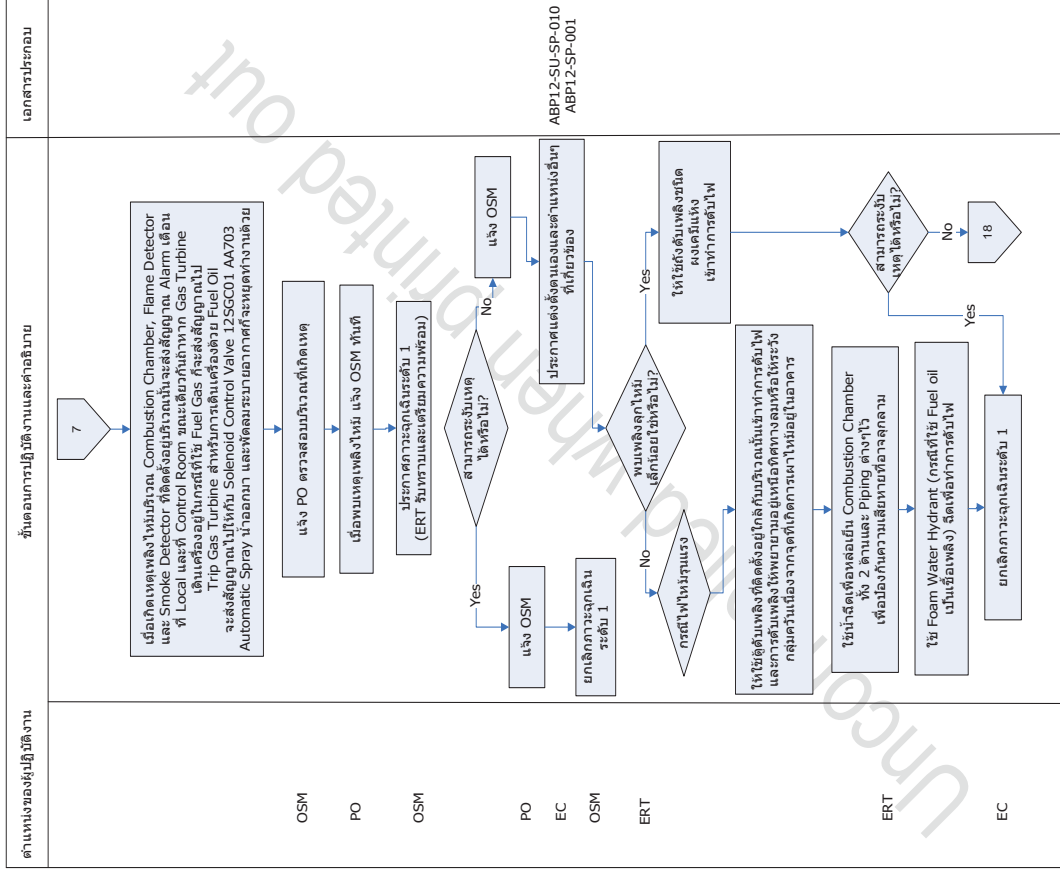 ตำแหน่งของผู้ปฏิบัติงาน
ขั้นตอนการปฏิบัติงานและคำอธิบาย
เอกสารประกอบ
7
เมื่อเกิดเหตุเพลิงไหม้บริเวณ Combustion Chamber, Flame Detector
และ Smoke Detector ที่ติดตั้งอยู่บริเวณนั้นจะส่งสัญญาณ Alarm เตือน
ที่ Local และที่ Control Room ขณะเดียวกันถ้าหาก Gas Turbine
เดินเครื่องอยู่ในกรณีที่ใช้ Fuel Gas ก็จะส่งสัญญาณไป
Trip Gas Turbine สำหรับการเดินเครื่องด้วย Fuel Oil
จะส่งสัญญาณไปให้กับ Solenoid Control Valve 12SGC01 AA703
Automatic Spray น้ำออกมา และพัดลมระบายอากาศก็จะหยุดทำงานด้วย
OSM
แจ้ง PO ตรวจสอบบริเวณที่เกิดเหตุ
PO
เมื่อพบเหตุเพลิงไหม้ แจ้ง OSM ทันที
OSM
ประกาศภาวะฉุกเฉินระดับ 1
(ERT รับทราบและเตรียมความพร้อม)
สามารถระงับเหตุ
ได้หรือไม่?
Yes
No
PO
แจ้ง OSM
แจ้ง OSM
EC
ประกาศแต่งตั้งตนเองและตำแหน่งอื่นๆ
ที่เกี่ยวข้อง
ABP12-SU-SP-010
ABP12-SP-001
OSM
ยกเลิกภาวะฉุกเฉิน
ระดับ 1
ERT
พบเพลิงลุกไหม้
เล็กน้อยใช่หรือไม่?
No
Yes
กรณีไฟไหม้รุนแรง
ให้ใช้ถังดับเพลิงชนิด
ผงเคมีแห้ง
เข้าทำการดับไฟ
ให้ใช้ตู้ดับเพลิงที่ติดตั้งอยู่ใกล้กับบริเวณนั้นเข้าทำการดับไฟ
และการดับเพลิงให้พยายามอยู่เหนือทิศทางลมหรือให้ระวัง
กลุ่มควันเนื่องจากจุดที่เกิดการเผาไหม้อยู่ในอาคาร
ใช้น้ำฉีดเพื่อหล่อเย็น Combustion Chamber
ทั้ง 2 ด้านและ Piping ต่างๆไว้
เพื่อป้องกันความเสียหายที่อาจลุกลาม
สามารถระงับ
เหตุได้หรือไม่?
Yes
No
ERT
ใช้ Foam Water Hydrant (กรณีที่ใช้ Fuel oil
เป็นเชื้อเพลิง) ฉีดเพื่อทำการดับไฟ
18
EC
ยกเลิกภาวะฉุกเฉินระดับ 1
Uncontrolled when printed out